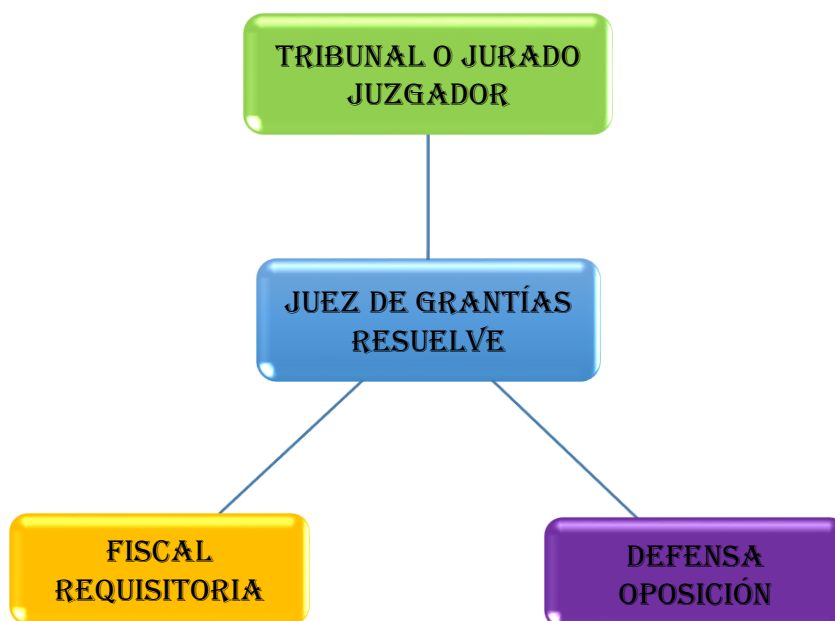 TRIBUNAL O JURADO
JUZGADOR
JUEZ DE GRANTÍAS
RESUELVE
FISCAL
REQUISITORIA
DEFENSA
OPOSICIÓN